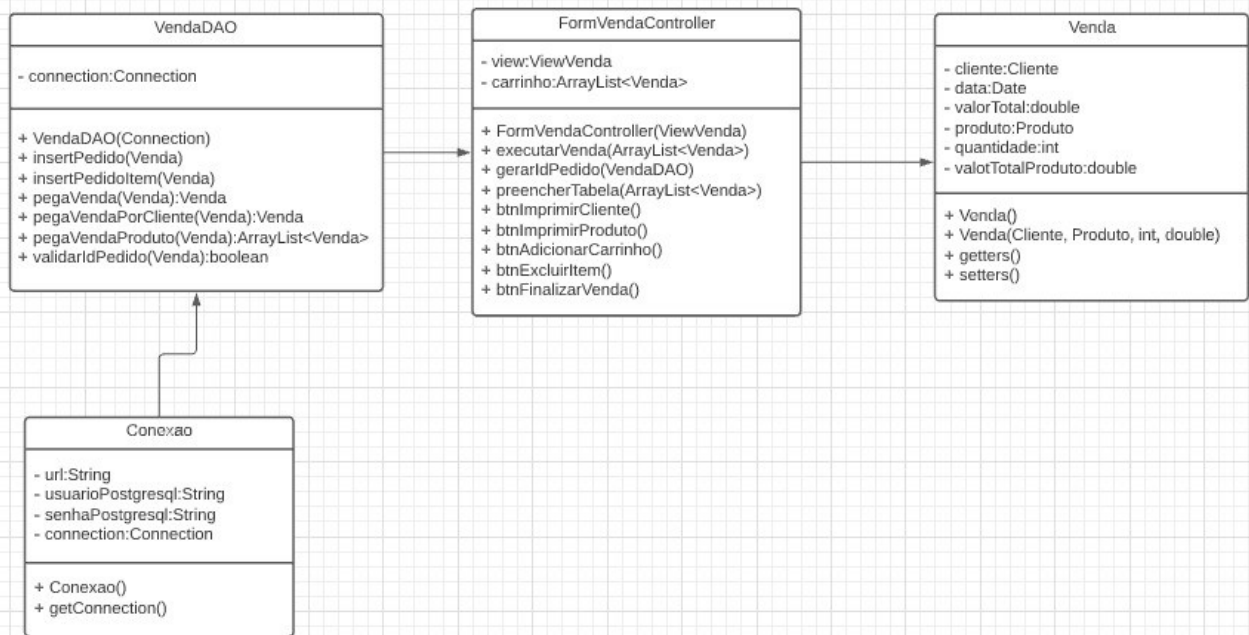 VendaDAO
- connection:Connection
+ VendaDAO(Connection)
+ insertPedido(Venda)
+ insertPedidoItem(Venda)
+ pegaVenda(Venda):Venda
+ pegaVendaPorCliente(Venda):Venda
+ pegaVendaProduto(Venda):ArrayList<Venda>
+ validarIdPedido(Venda):boolean
FormVendaController
- view:ViewVenda
- carrinho:ArrayList<Venda>
+ FormVendaController(ViewVenda)
+ executarVenda(ArrayList<Venda>)
+ gerarIdPedido(VendaDAO)
+ preencherTabela(ArrayList<Venda>)
+ btnImprimirCliente()
+ btnImprimirProduto()
+ btnAdicionarCarrinho()
+ btnExcluirItem()
+ btnFinalizarVenda()
Venda
- cliente:Cliente
- data:Date
- valorTotal:double
- produto:Produto
- quantidade:int
- valotTotalProduto:double
+ Venda()
+ Venda(Cliente, Produto, int, double)
+ getters()
+ setters()
Conexao
- url:String
- usuarioPostgresql:String
- senhaPostgresql:String
- connection:Connection
+ Conexao()
+ getConnection()